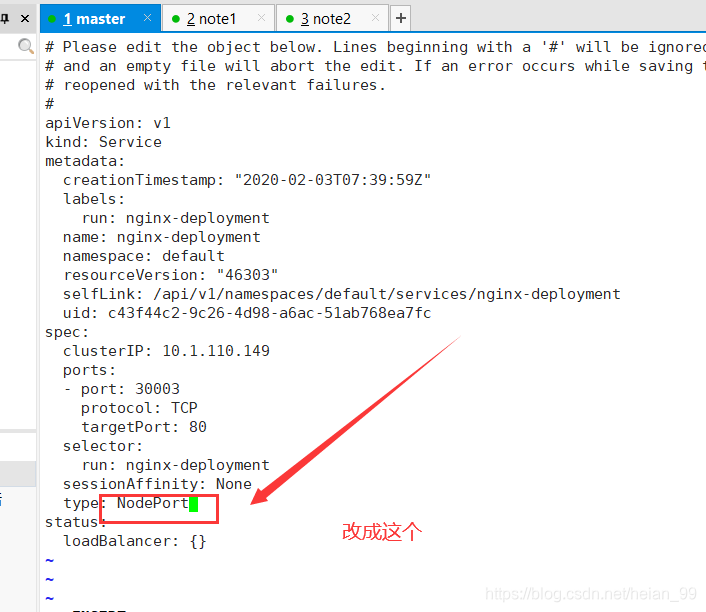 1 master × 2 note1 × 3 note2 × +
# Please edit the object below. Lines beginning with a '#' will be ignored
# and an empty file will abort the edit. If an error occurs while saving t
# reopened with the relevant failures.
#
apiVersion: v1
kind: Service
metadata:
  creationTimestamp: "2020-02-03T07:39:59Z"
  labels:
    run: nginx-deployment
  name: nginx-deployment
  namespace: default
  resourceVersion: "46303"
  selfLink: /api/v1/namespaces/default/services/nginx-deployment
  uid: c43f44c2-9c26-4d98-a6ac-51ab768ea7fc
spec:
  clusterIP: 10.1.110.149
  ports:
  - port: 30003
    protocol: TCP
    targetPort: 80
  selector:
    run: nginx-deployment
  sessionAffinity: None
  type: NodePort
status:
改成这个
  loadBalancer: {}
~
~
~
https://blog.csdn.net/heian_99